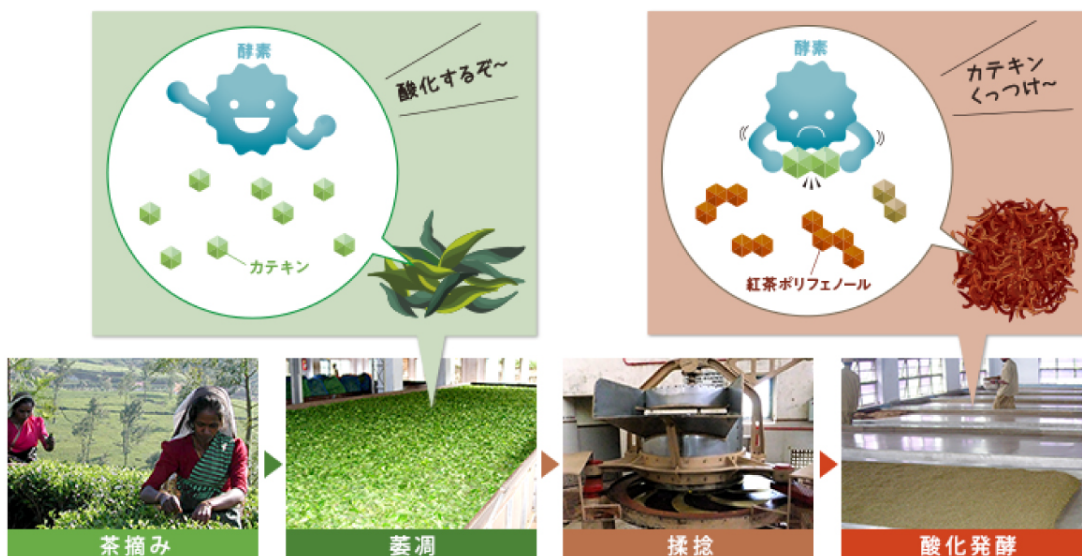 酵素
酸化するぞ~
カテキン
酵素
カテキン
くっつけ~
紅茶ポリフェノール
茶摘み
萎凋
揉捻
酸化発酵